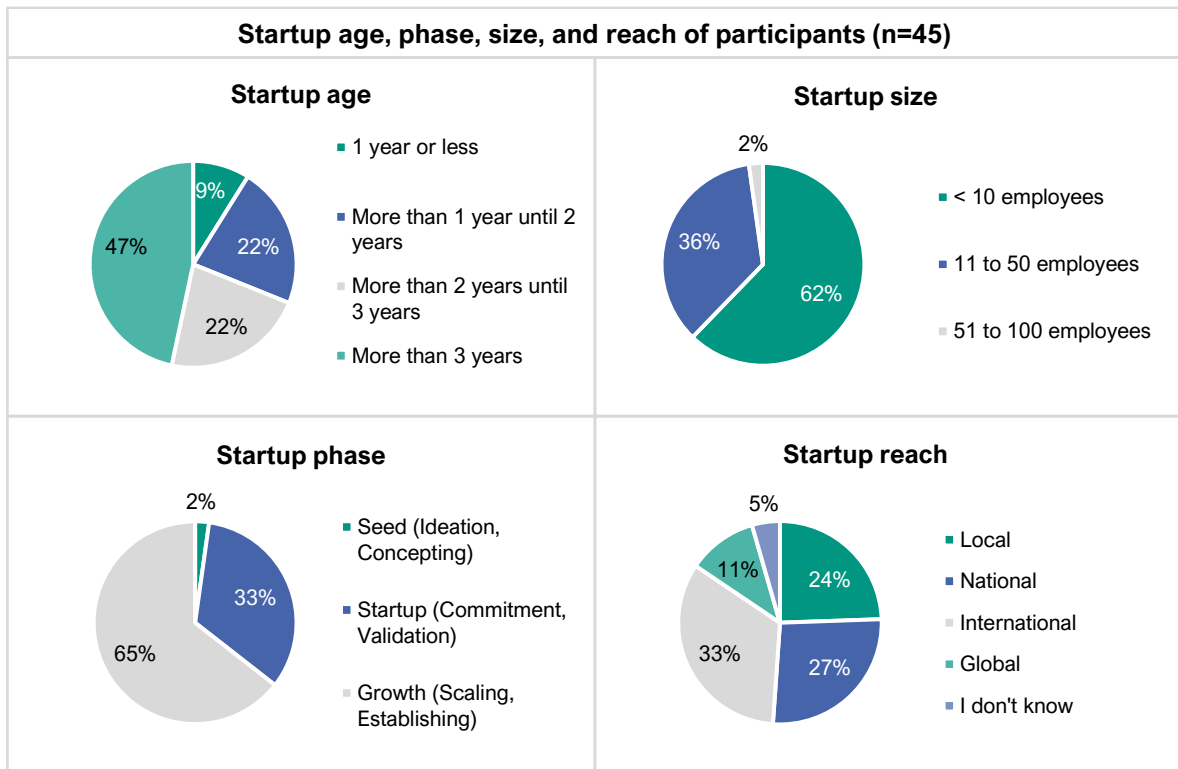 Startup age, phase, size, and reach of participants (n=45)
Startup age
9%
22%
22%
47%
1 year or less
More than 1 year until 2
years
More than 2 years until
3 years
More than 3 years
Startup size
2%
36%
62%
< 10 employees
11 to 50 employees
51 to 100 employees
Startup phase
2%
33%
65%
Seed (Ideation,
Concepting)
Startup (Commitment,
Validation)
Growth (Scaling,
Establishing)
Startup reach
5%
11%
24%
33%
27%
Local
National
International
Global
I don't know